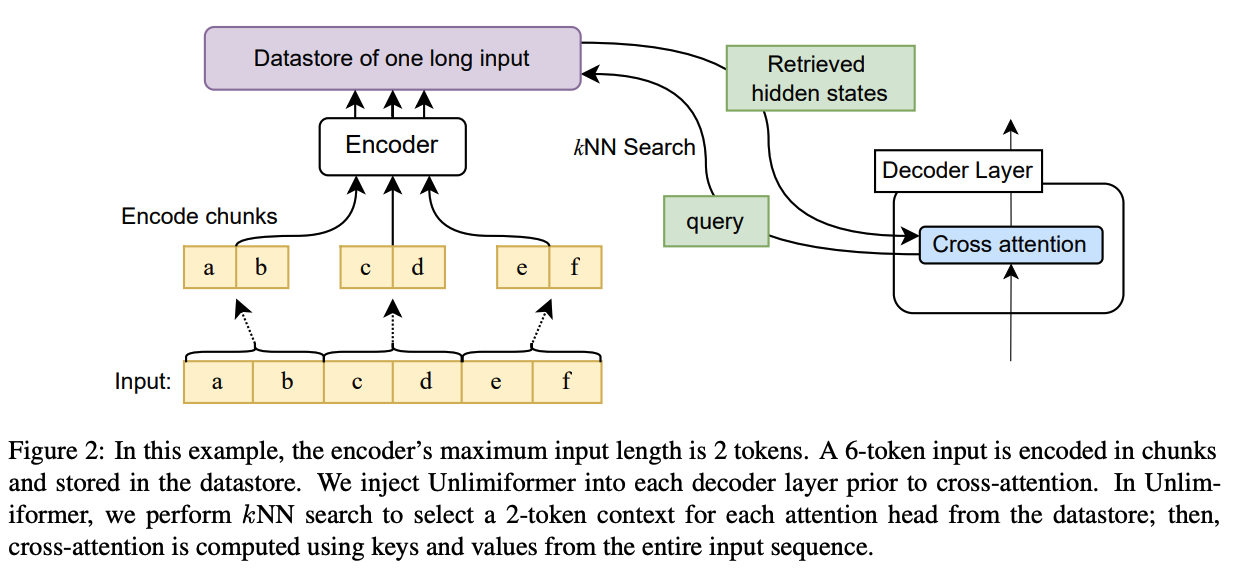 Datastore of one long input
Retrieved
hidden states
Encoder
kNN Search
Decoder Layer
Encode chunks
query
Cross attention
a b c d e f
Input: a b c d e f
Figure 2: In this example, the encoder's maximum input length is 2 tokens. A 6-token input is encoded in chunks
and stored in the datastore. We inject Unlimiformer into each decoder layer prior to cross-attention. In Unlim-
iformer, we perform kNN search to select a 2-token context for each attention head from the datastore; then,
cross-attention is computed using keys and values from the entire input sequence.